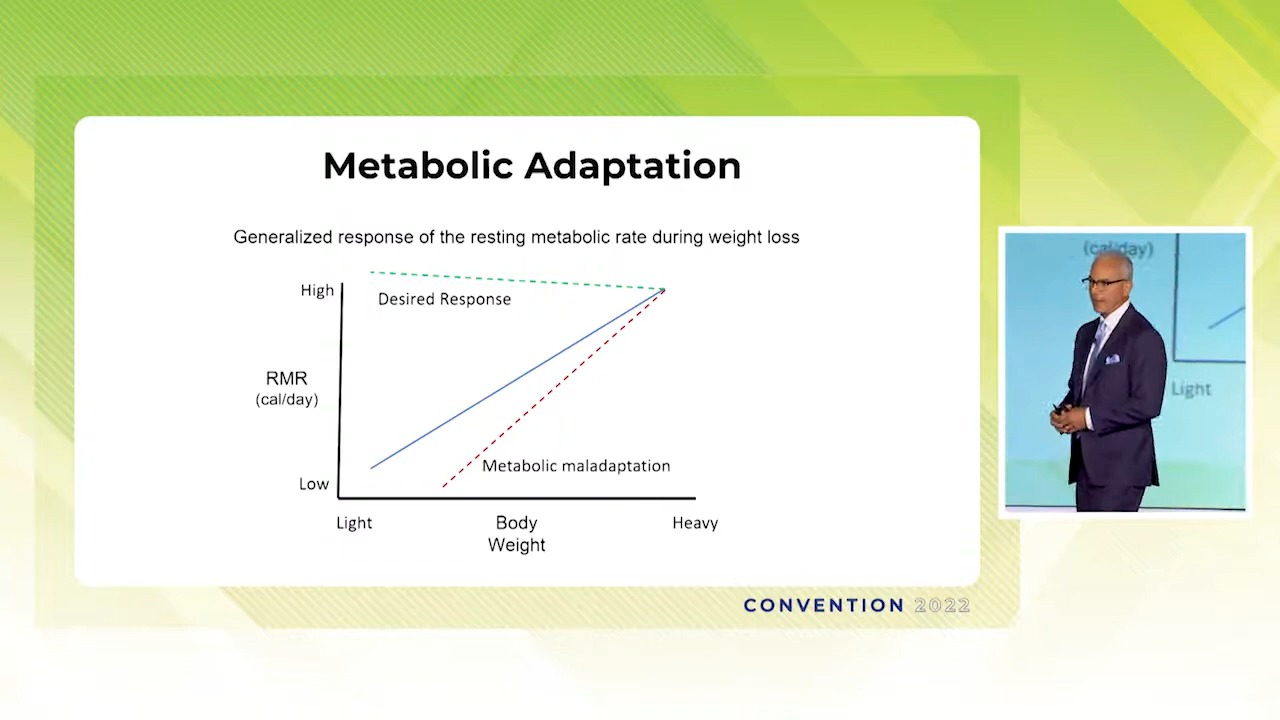 Metabolic Adaptation
Generalized response of the resting metabolic rate during weight loss
High
Desired Response
RMR
(cal/day)
Metabolic maladaptation
Low
Light
Body
Weight
Heavy
CONVENTION 2022
(cal/day)
Light